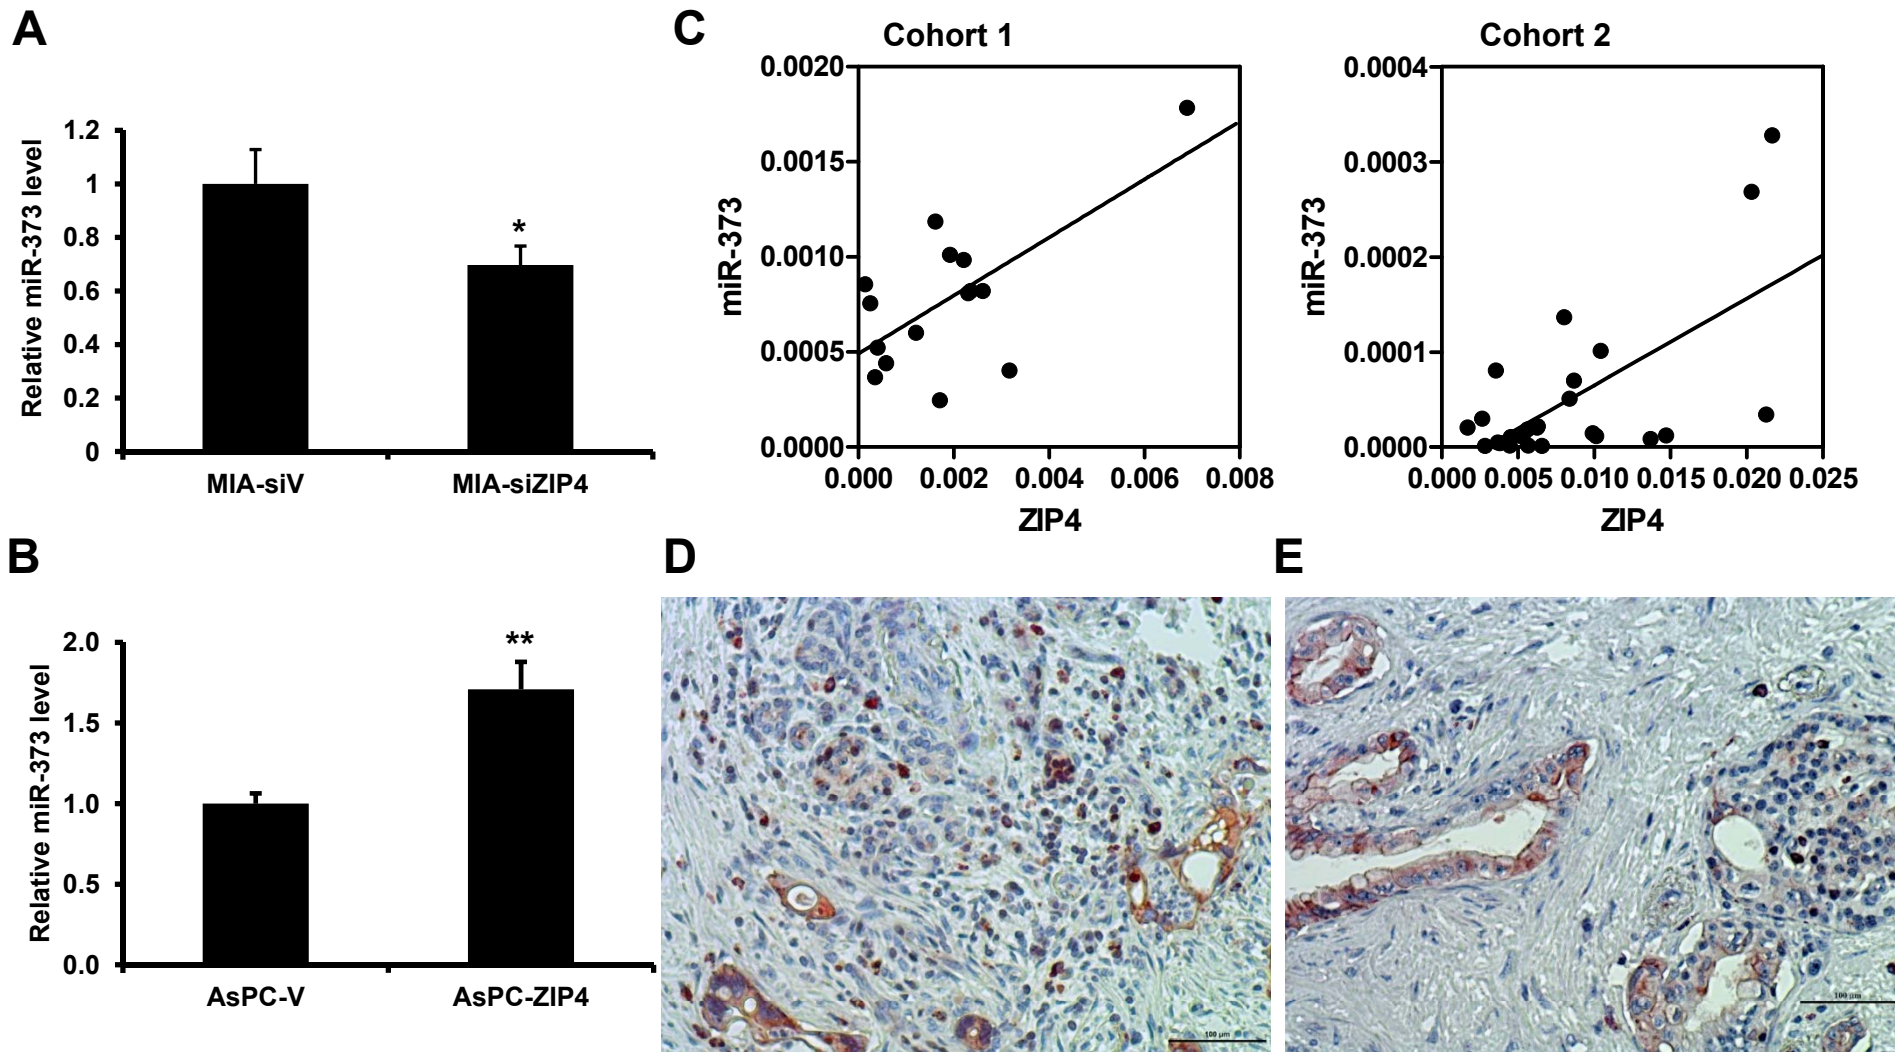 A
Relative miR-373 level
1.2
1
0.8
0.6
0.4
0.2
0
*
MIA-siV MIA-siZIP4
B
Relative miR-373 level
2.0
1.5
1.0
0.5
0.0
**
AsPC-V AsPC-ZIP4
C
Cohort 1
miR-373
0.0020
0.0015
0.0010
0.0005
0.0000
0.000 0.002 0.004 0.006 0.008
ZIP4
Cohort 2
miR-373
0.0004
0.0003
0.0002
0.0001
0.0000
0.000 0.005 0.010 0.015 0.020 0.025
ZIP4
D
100 µm
E
100 µm